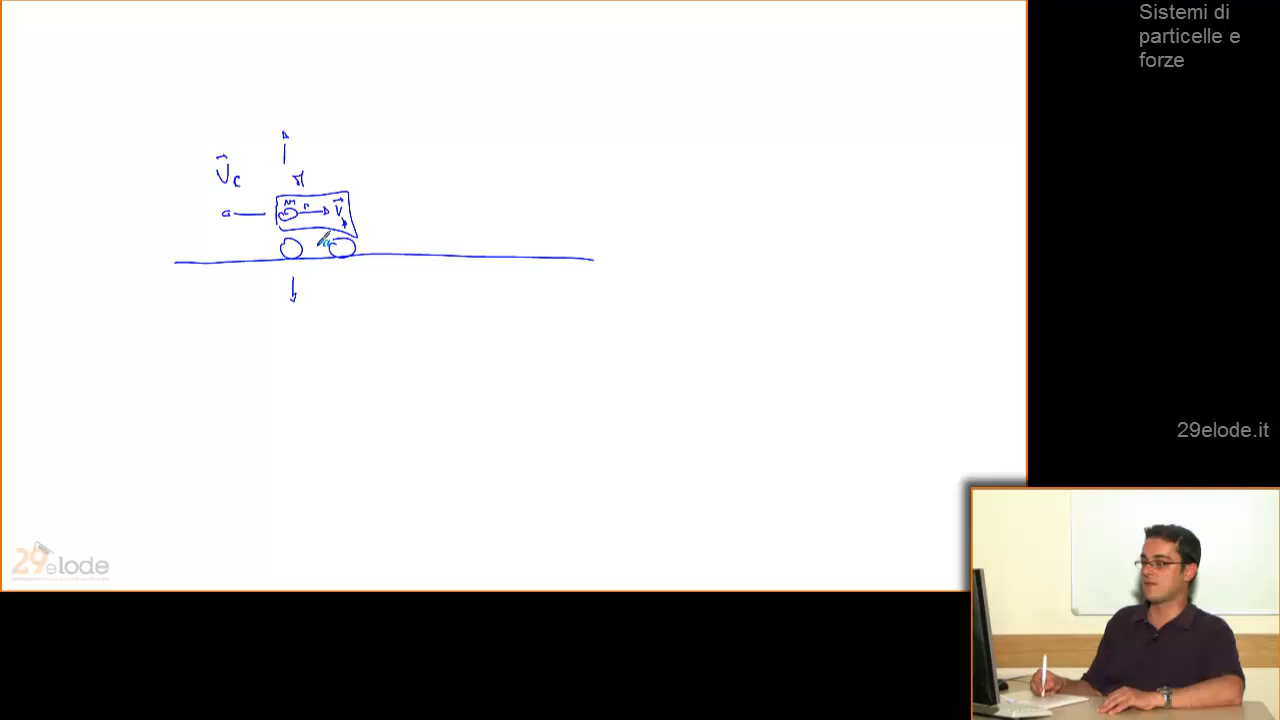 Sistemi di
particelle e
forze
V c
M
m
V
29elode.it
29elode